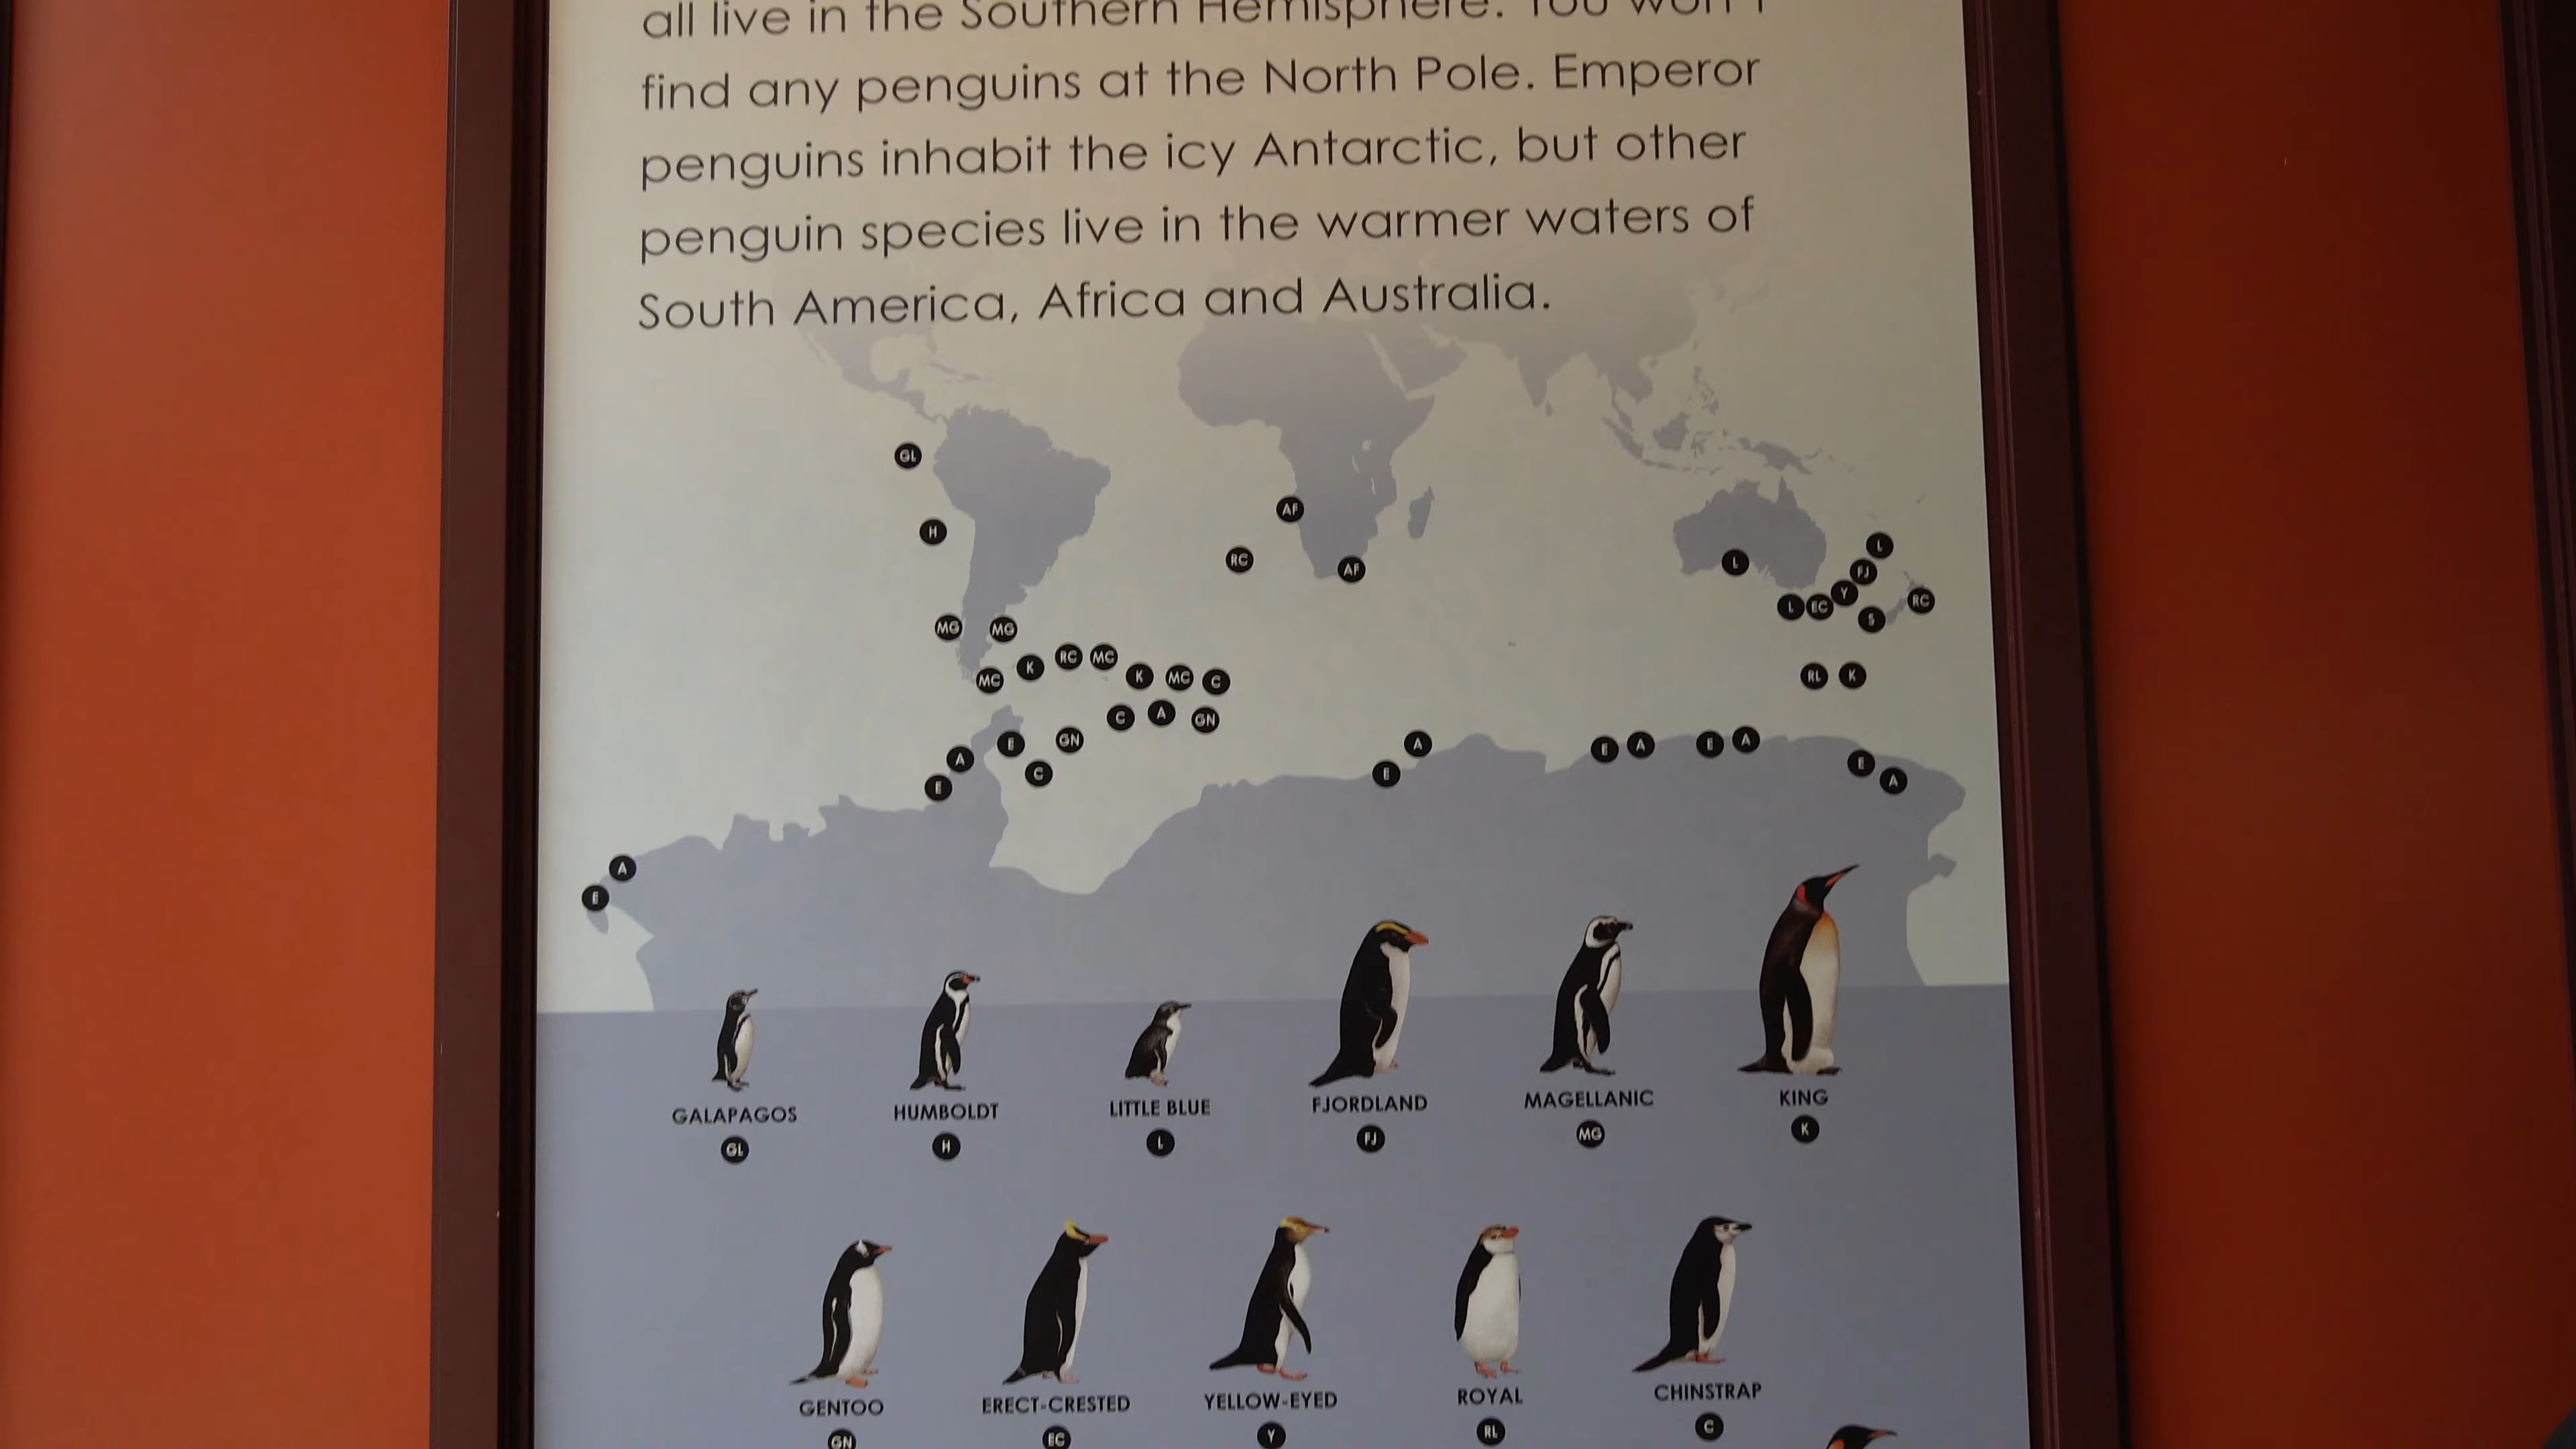 all live in the Southern Hemisphere. You won't
find any penguins at the North Pole. Emperor
penguins inhabit the icy Antarctic, but other
penguin species live in the warmer waters of
South America, Africa and Australia.
GL
H
AF
RC
AF
L
L
FJ
Y
L EC
RC
S
MG MG
MC K RC MC K MC C
RL K
C A GN
E GN
A
C
E
A
E
E A
E A
E
A
A
E
GALAPAGOS HUMBOLDT LITTLE BLUE FJORDLAND MAGELLANIC KING
GL H L FJ MG K
GENTOO ERECT-CRESTED YELLOW-EYED ROYAL CHINSTRAP
GN EC Y RL C